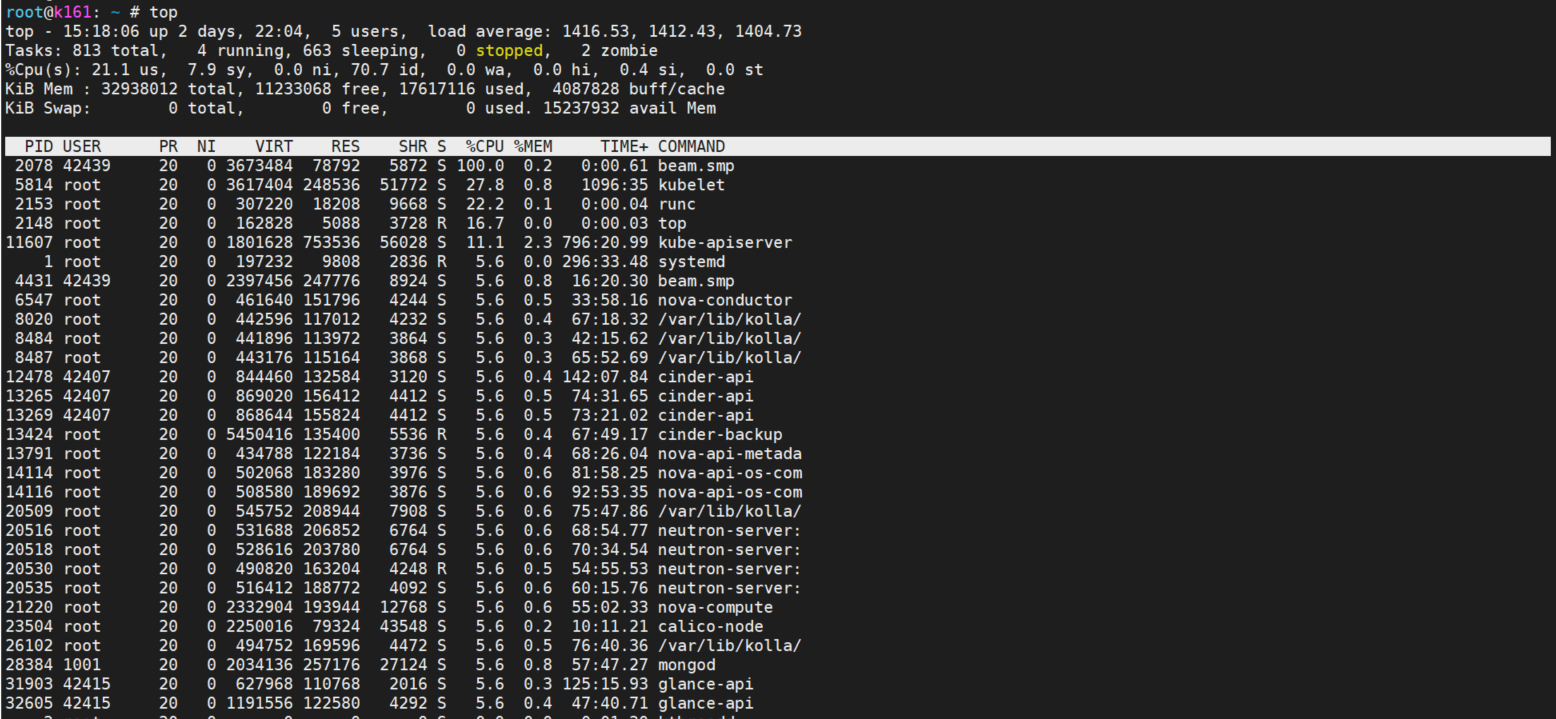 root@k161: ~ # top
top - 15:18:06 up 2 days, 22:04,  5 users,  load average: 1416.53, 1412.43, 1404.73
Tasks: 813 total,   4 running, 663 sleeping,   0 stopped,   2 zombie
%Cpu(s): 21.1 us,  7.9 sy,  0.0 ni, 70.7 id,  0.0 wa,  0.0 hi,  0.4 si,  0.0 st
KiB Mem : 32938012 total, 11233068 free, 17617116 used,  4087828 buff/cache
KiB Swap:        0 total,        0 free,        0 used. 15237932 avail Mem
  PID USER      PR  NI    VIRT    RES    SHR S  %CPU %MEM     TIME+ COMMAND
 2078 42439     20   0 3673484  78792   5872 S 100.0  0.2   0:00.61 beam.smp
 5814 root      20   0 3617404 248536  51772 S  27.8  0.8   1096:35 kubelet
 2153 root      20   0  307220  18208   9668 S  22.2  0.1   0:00.04 runc
 2148 root      20   0  162828   5088   3728 R  16.7  0.0   0:00.03 top
11607 root      20   0 1801628 753536  56028 S  11.1  2.3 796:20.99 kube-apiserver
    1 root      20   0  197232   9808   2836 R   5.6  0.0 296:33.48 systemd
 4431 42439     20   0 2397456 247776   8924 S   5.6  0.8  16:20.30 beam.smp
 6547 root      20   0  461640 151796   4244 S   5.6  0.5  33:58.16 nova-conductor
 8020 root      20   0  442596 117012   4232 S   5.6  0.4  67:18.32 /var/lib/kolla/
 8484 root      20   0  441896 113972   3864 S   5.6  0.3  42:15.62 /var/lib/kolla/
 8487 root      20   0  443176 115164   3868 S   5.6  0.3  65:52.69 /var/lib/kolla/
12478 42407     20   0  844460 132584   3120 S   5.6  0.4 142:07.84 cinder-api
13265 42407     20   0  869020 156412   4412 S   5.6  0.5  74:31.65 cinder-api
13269 42407     20   0  868644 155824   4412 S   5.6  0.5  73:21.02 cinder-api
13424 root      20   0 5450416 135400   5536 R   5.6  0.4  67:49.17 cinder-backup
13791 root      20   0  434788 122184   3736 S   5.6  0.4  68:26.04 nova-api-metada
14114 root      20   0  502068 183280   3976 S   5.6  0.6  81:58.25 nova-api-os-com
14116 root      20   0  508580 189692   3876 S   5.6  0.6  92:53.35 nova-api-os-com
20509 root      20   0  545752 208944   7908 S   5.6  0.6  75:47.86 /var/lib/kolla/
20516 root      20   0  531688 206852   6764 S   5.6  0.6  68:54.77 neutron-server:
20518 root      20   0  528616 203780   6764 S   5.6  0.6  70:34.54 neutron-server:
20530 root      20   0  490820 163204   4248 R   5.6  0.5  54:55.53 neutron-server:
20535 root      20   0  516412 188772   4092 S   5.6  0.6  60:15.76 neutron-server:
21220 root      20   0 2332904 193944  12768 S   5.6  0.6  55:02.33 nova-compute
23504 root      20   0 2250016  79324  43548 S   5.6  0.2  10:11.21 calico-node
26102 root      20   0  494752 169596   4472 S   5.6  0.5  76:40.36 /var/lib/kolla/
28384 1001      20   0 2034136 257176  27124 S   5.6  0.8  57:47.27 mongod
31903 42415     20   0  627968 110768   2016 S   5.6  0.3 125:15.93 glance-api
32605 42415     20   0 1191556 122580   4292 S   5.6  0.4  47:40.71 glance-api